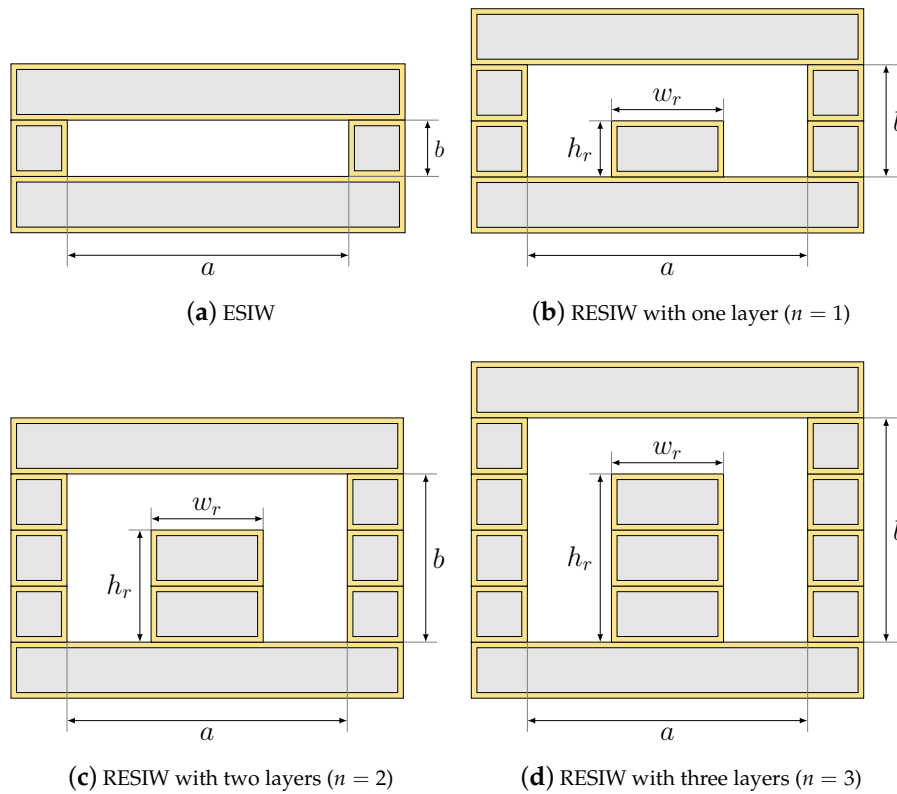 b
a
(a) ESIW
w_r
h_r
b
a
(b) RESIW with one layer (n = 1)
w_r
h_r
b
a
(c) RESIW with two layers (n = 2)
w_r
h_r
b
a
(d) RESIW with three layers (n = 3)